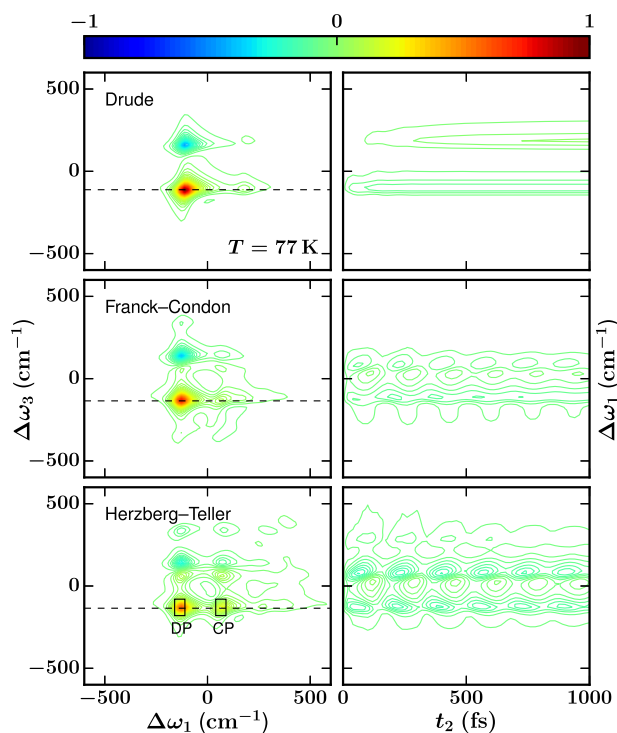 −1 0 1
500
Drude
0
T = 77 K
−500
500
Franck–Condon
0
Δω3 (cm−1)
Δω1 (cm−1)
−500
500
Herzberg–Teller
0
DP CP
−500
−500 0 500 0 500 1000
Δω1 (cm−1) t2 (fs)